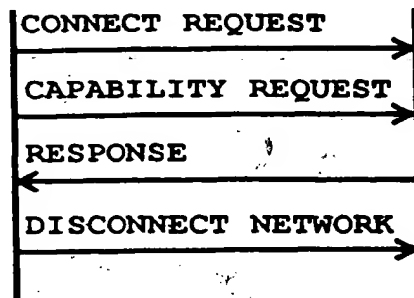 CONNECT REQUEST
CAPABILITY REQUEST
RESPONSE
DISCONNECT NETWORK